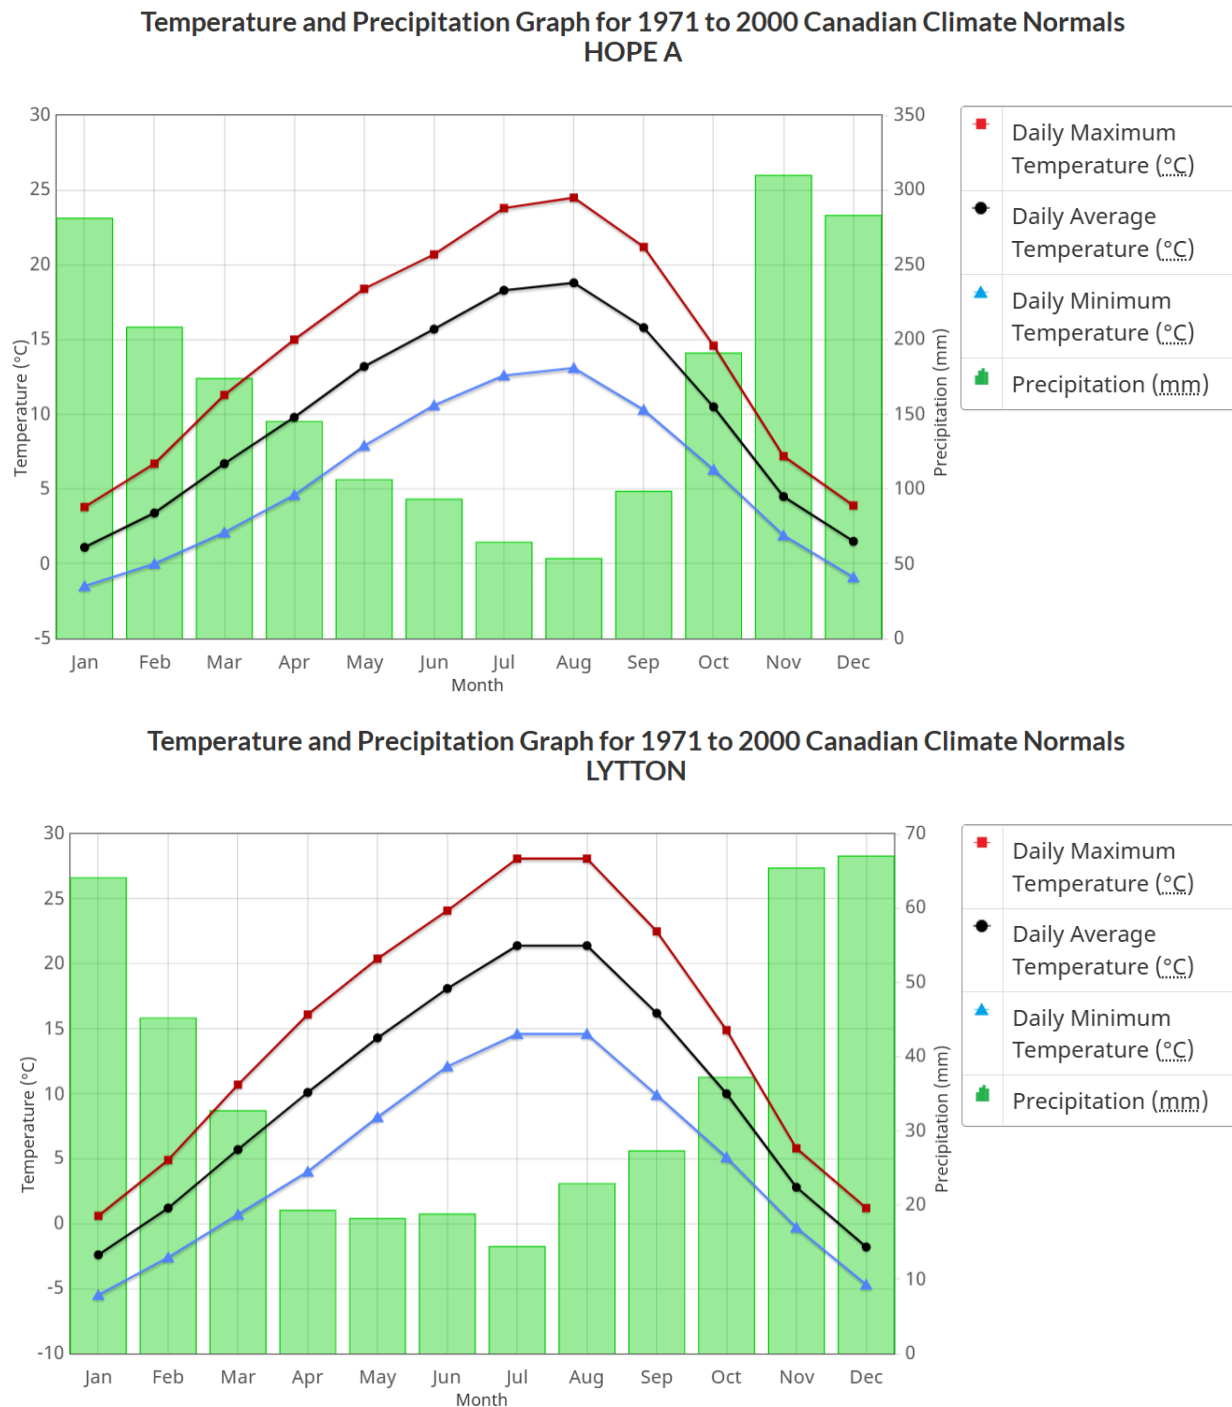 Temperature and Precipitation Graph for 1971 to 2000 Canadian Climate Normals
HOPE A
30
25
20
15
10
5
0
-5
Temperature (°C)
350
300
250
200
150
100
50
0
Precipitation (mm)
Jan Feb Mar Apr May Jun Jul Aug Sep Oct Nov Dec
Month
Daily Maximum
Temperature (°C)
Daily Average
Temperature (°C)
Daily Minimum
Temperature (°C)
Precipitation (mm)
Temperature and Precipitation Graph for 1971 to 2000 Canadian Climate Normals
LYTTON
30
25
20
15
10
5
0
-5
-10
Temperature (°C)
70
60
50
40
30
20
10
0
Precipitation (mm)
Jan Feb Mar Apr May Jun Jul Aug Sep Oct Nov Dec
Month
Daily Maximum
Temperature (°C)
Daily Average
Temperature (°C)
Daily Minimum
Temperature (°C)
Precipitation (mm)